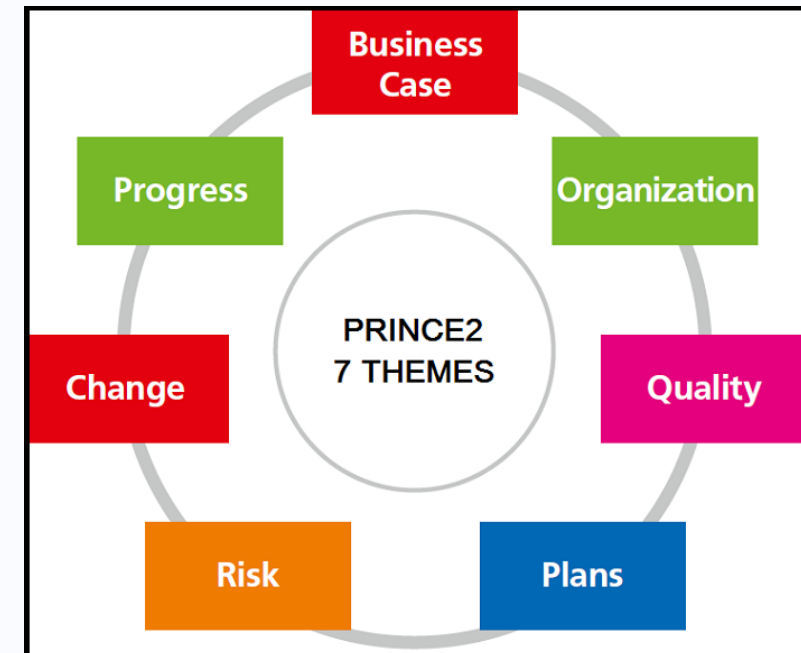 Business
Case
Progress
Organization
PRINCE2
7 THEMES
Change
Quality
Risk
Plans